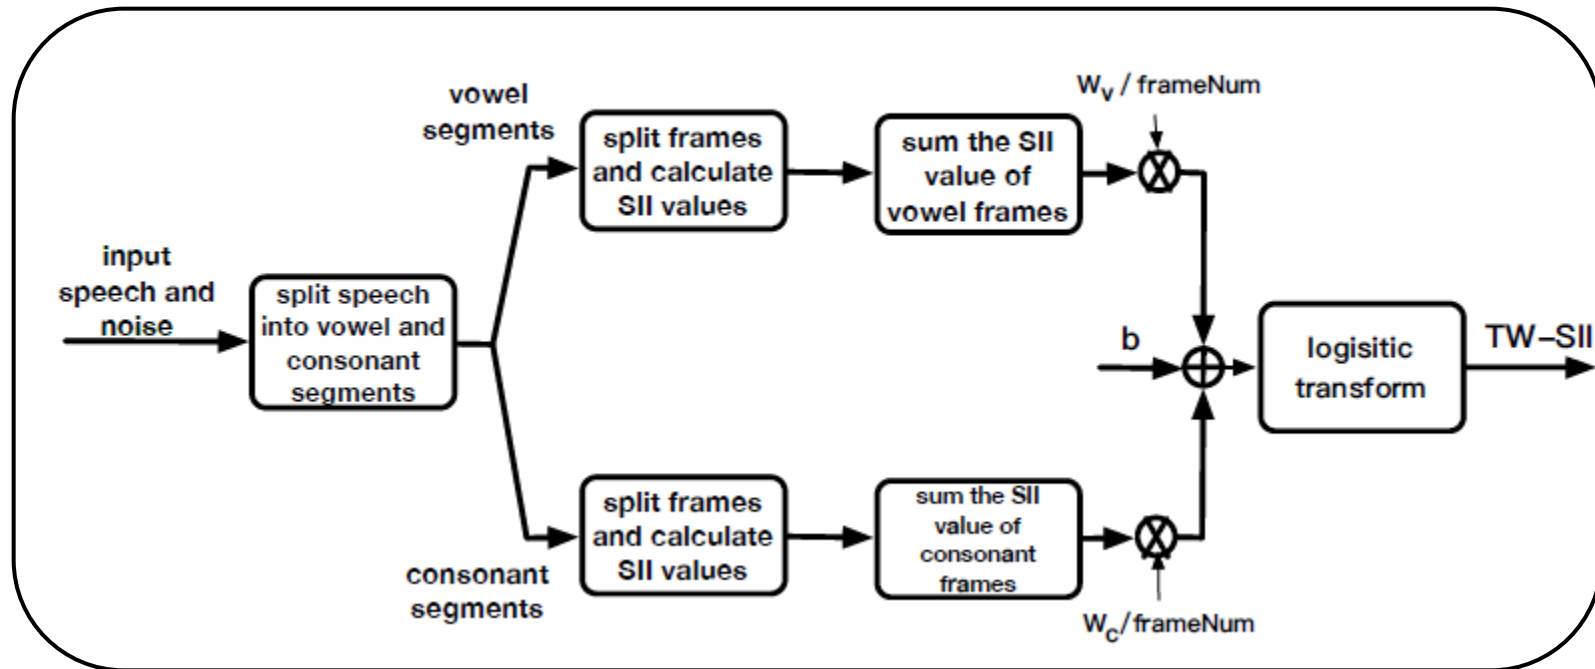 input
speech and
noise
split speech
into vowel and
consonant
segments
vowel
segments
split frames
and calculate
SII values
sum the SII
value of
vowel frames
W_v / frameNum
consonant
segments
split frames
and calculate
SII values
sum the SII
value of
consonant
frames
W_c/frameNum
b
logisitic
transform
TW–SII